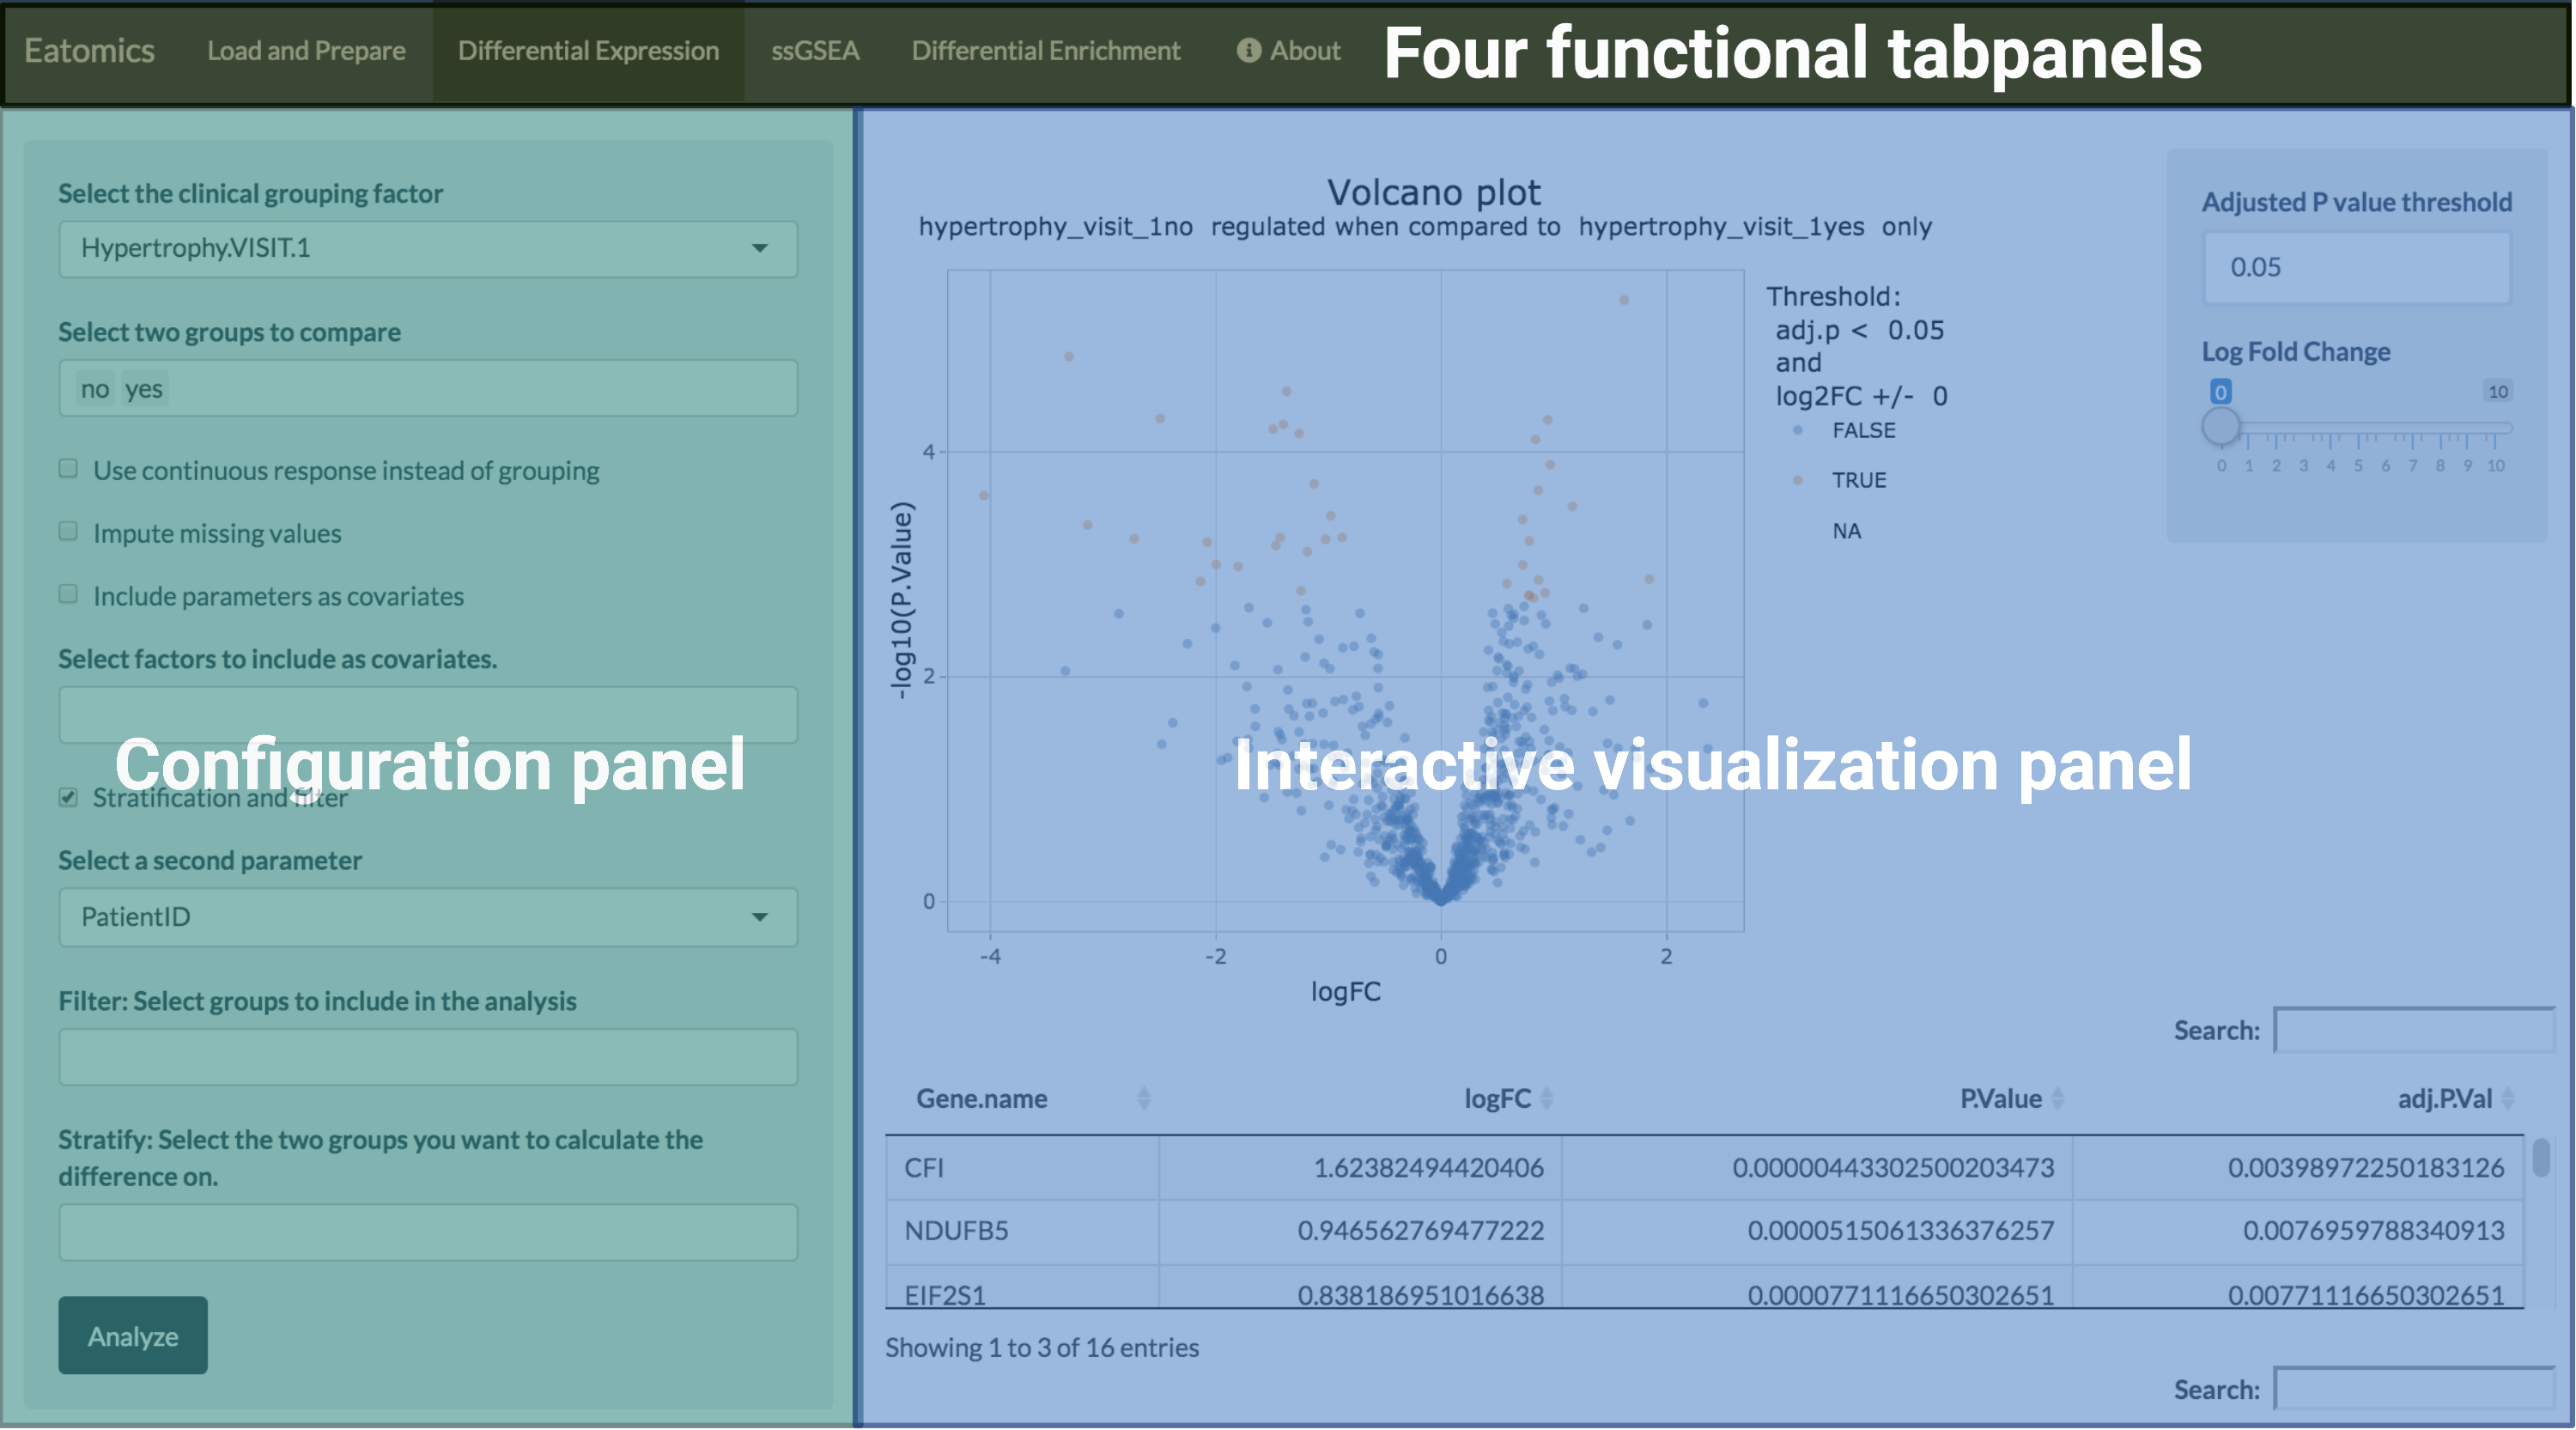 Eatomics Load and Prepare Differential Expression ssGSEA Differential Enrichment About Four functional tabpanels
Select the clinical grouping factor
Hypertrophy.VISIT.1
Select two groups to compare
no yes
Use continuous response instead of grouping
Impute missing values
Include parameters as covariates
Select factors to include as covariates.
Configuration panel
Stratification and filter
Select a second parameter
PatientID
Filter: Select groups to include in the analysis
Stratify: Select the two groups you want to calculate the
difference on.
Analyze
Volcano plot
hypertrophy_visit_1no regulated when compared to hypertrophy_visit_1yes only
-log10(P.Value)
4
2
0
-4 -2 0 2
logFC
Threshold:
adj.p < 0.05
and
log2FC +/- 0
FALSE
TRUE
NA
Interactive visualization panel
Adjusted P value threshold
0.05
Log Fold Change
0 10
0 1 2 3 4 5 6 7 8 9 10
Search:
Gene.name logFC P.Value adj.P.Val
CFI 1.62382494420406 0.00000443302500203473 0.00398972250183126
NDUFB5 0.946562769477222 0.0000515061336376257 0.0076959788340913
EIF2S1 0.838186951016638 0.0000771116650302651 0.00771116650302651
Showing 1 to 3 of 16 entries
Search: